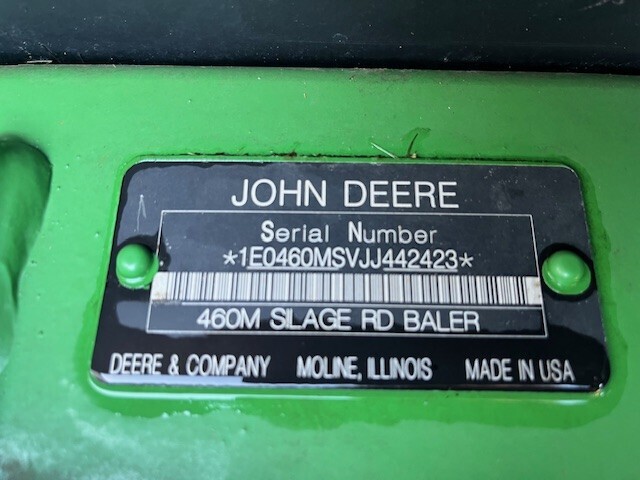 JOHN DEERE
Serial Number
*1E0460MSVJJ442423*
460M SILAGE RD BALER
DEERE & COMPANY MOLINE, ILLINOIS MADE IN USA